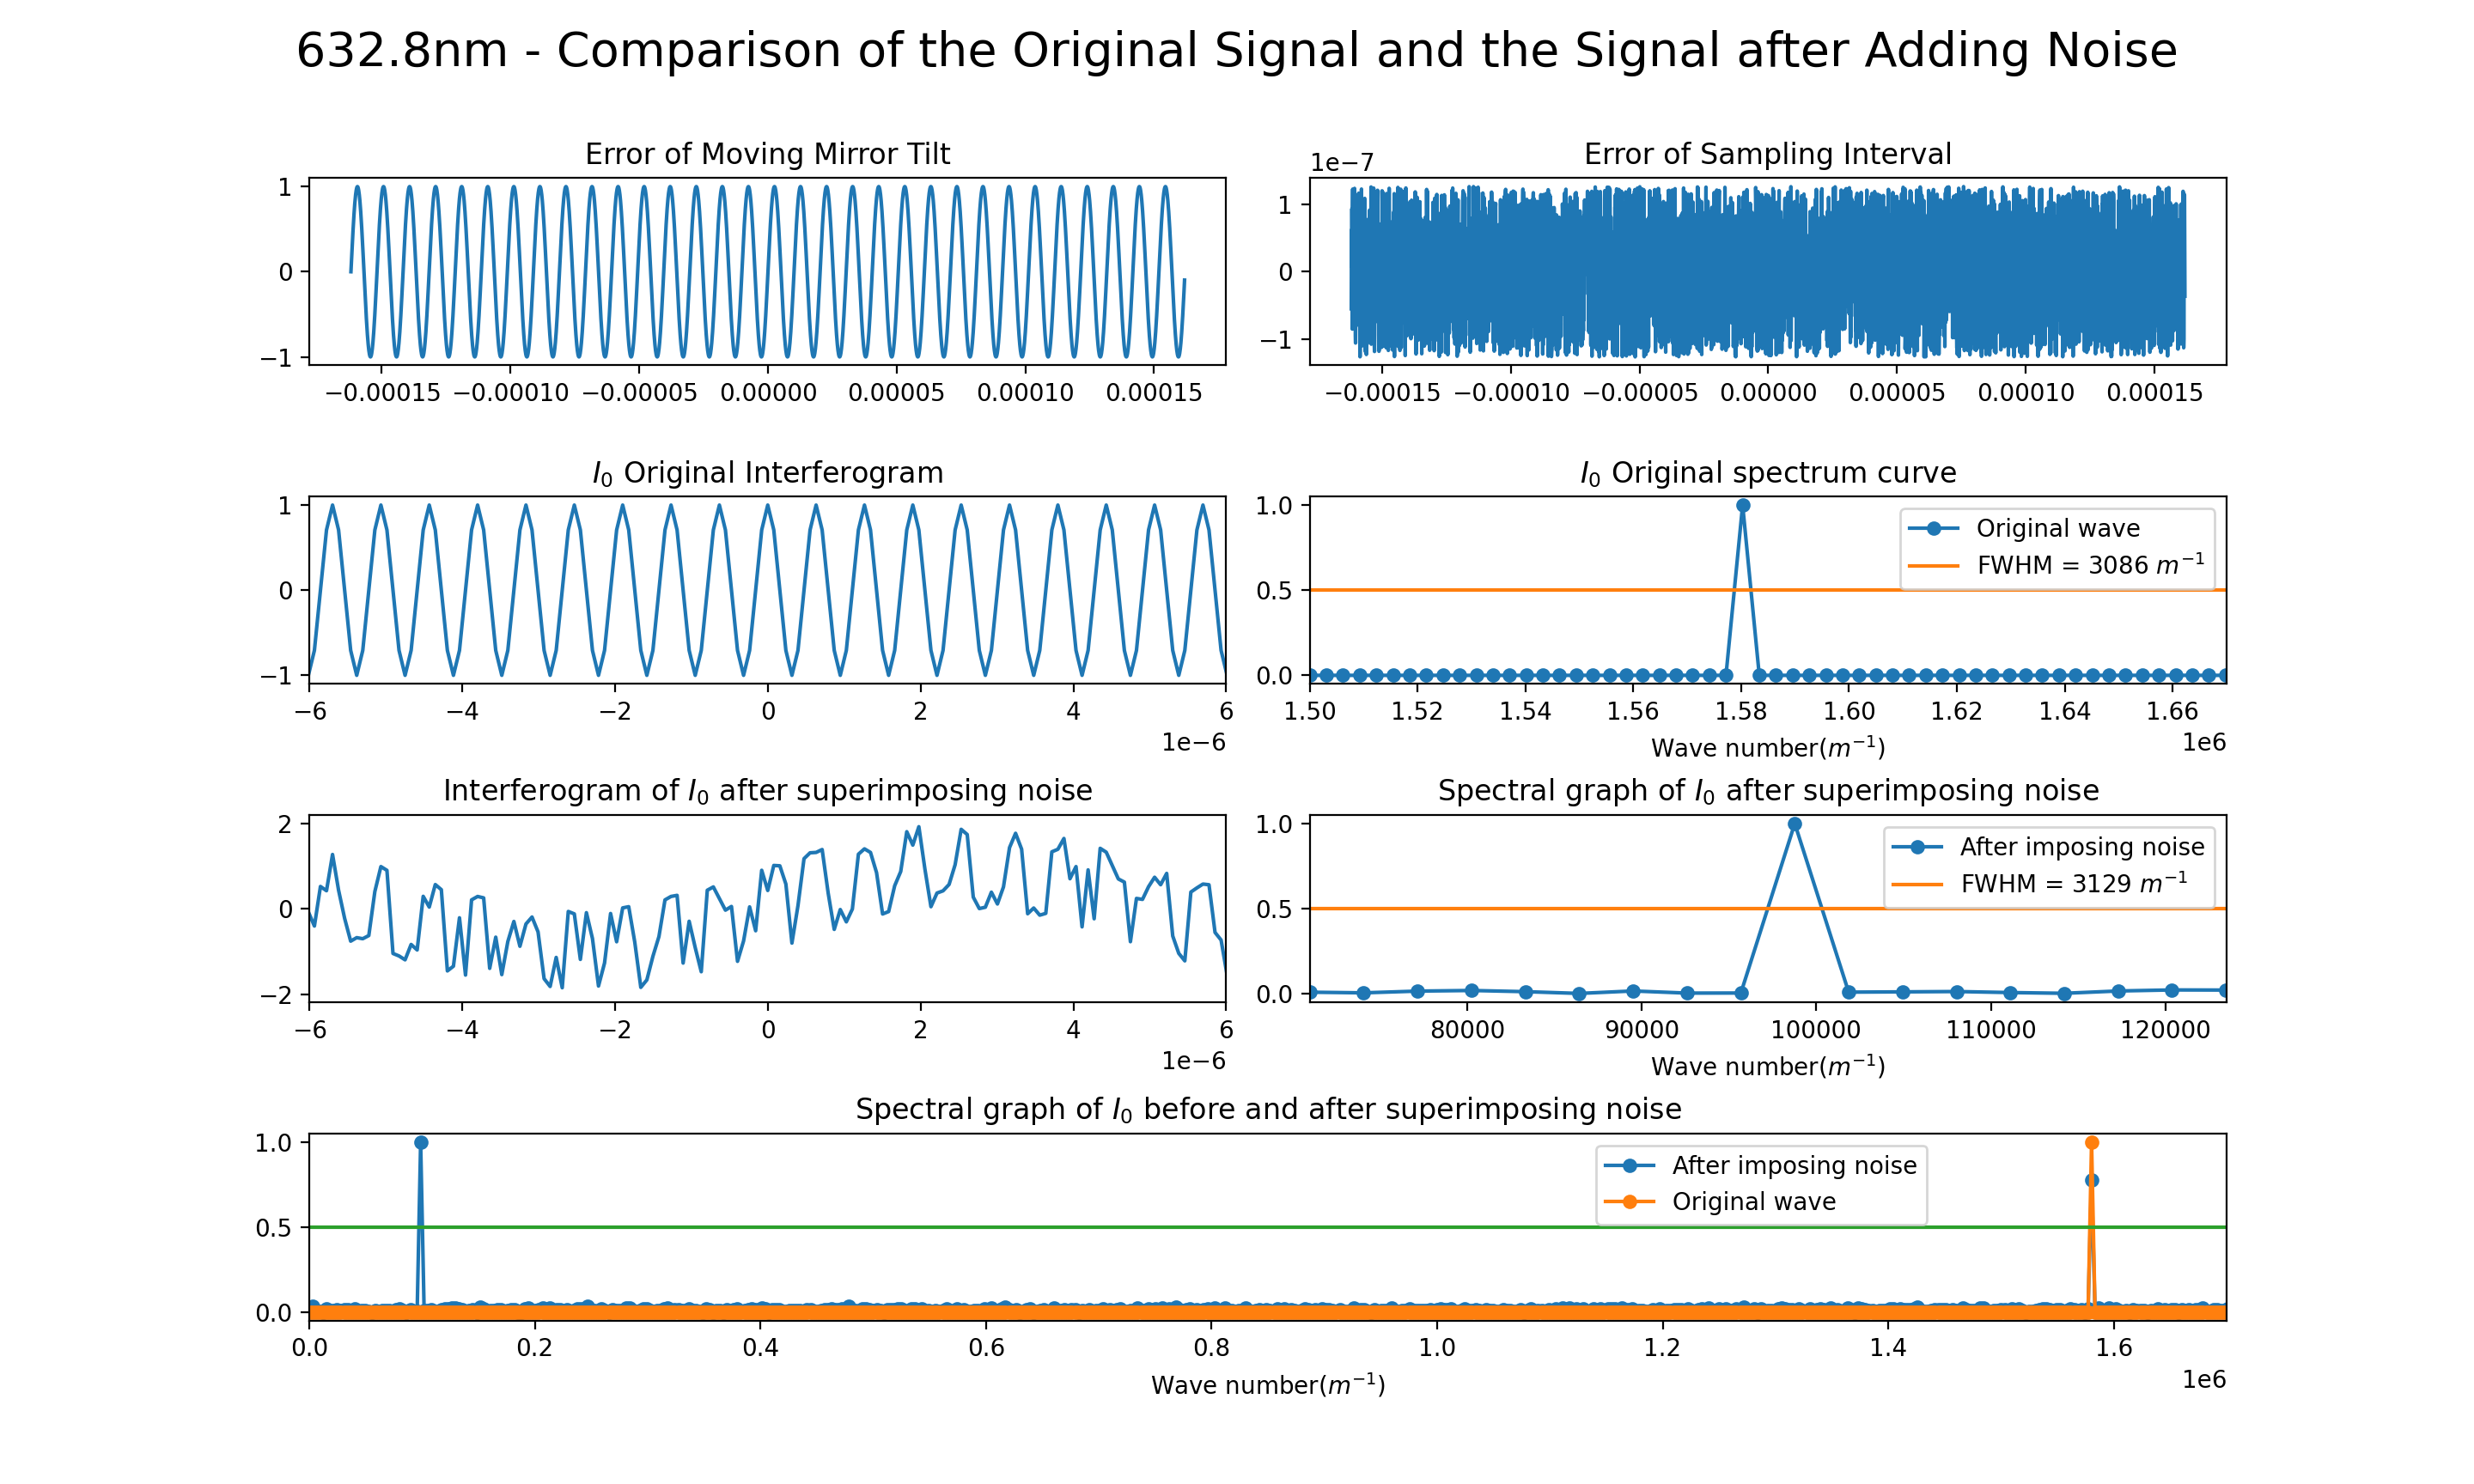 632.8nm - Comparison of the Original Signal and the Signal after Adding Noise
Error of Moving Mirror Tilt
1
0
−1
−0.00015 −0.00010 −0.00005 0.00000 0.00005 0.00010 0.00015
Error of Sampling Interval
1e−7
1
0
−1
−0.00015 −0.00010 −0.00005 0.00000 0.00005 0.00010 0.00015
I₀ Original Interferogram
1
0
−1
−6 −4 −2 0 2 4 6
1e−6
I₀ Original spectrum curve
1.0
0.5
0.0
Original wave
FWHM = 3086 m⁻¹
1.50 1.52 1.54 1.56 1.58 1.60 1.62 1.64 1.66
1e6
Wave number(m⁻¹)
Interferogram of I₀ after superimposing noise
2
0
−2
−6 −4 −2 0 2 4 6
1e−6
Spectral graph of I₀ after superimposing noise
1.0
0.5
0.0
After imposing noise
FWHM = 3129 m⁻¹
80000 90000 100000 110000 120000
Wave number(m⁻¹)
Spectral graph of I₀ before and after superimposing noise
1.0
0.5
0.0
After imposing noise
Original wave
0.0 0.2 0.4 0.6 0.8 1.0 1.2 1.4 1.6
1e6
Wave number(m⁻¹)